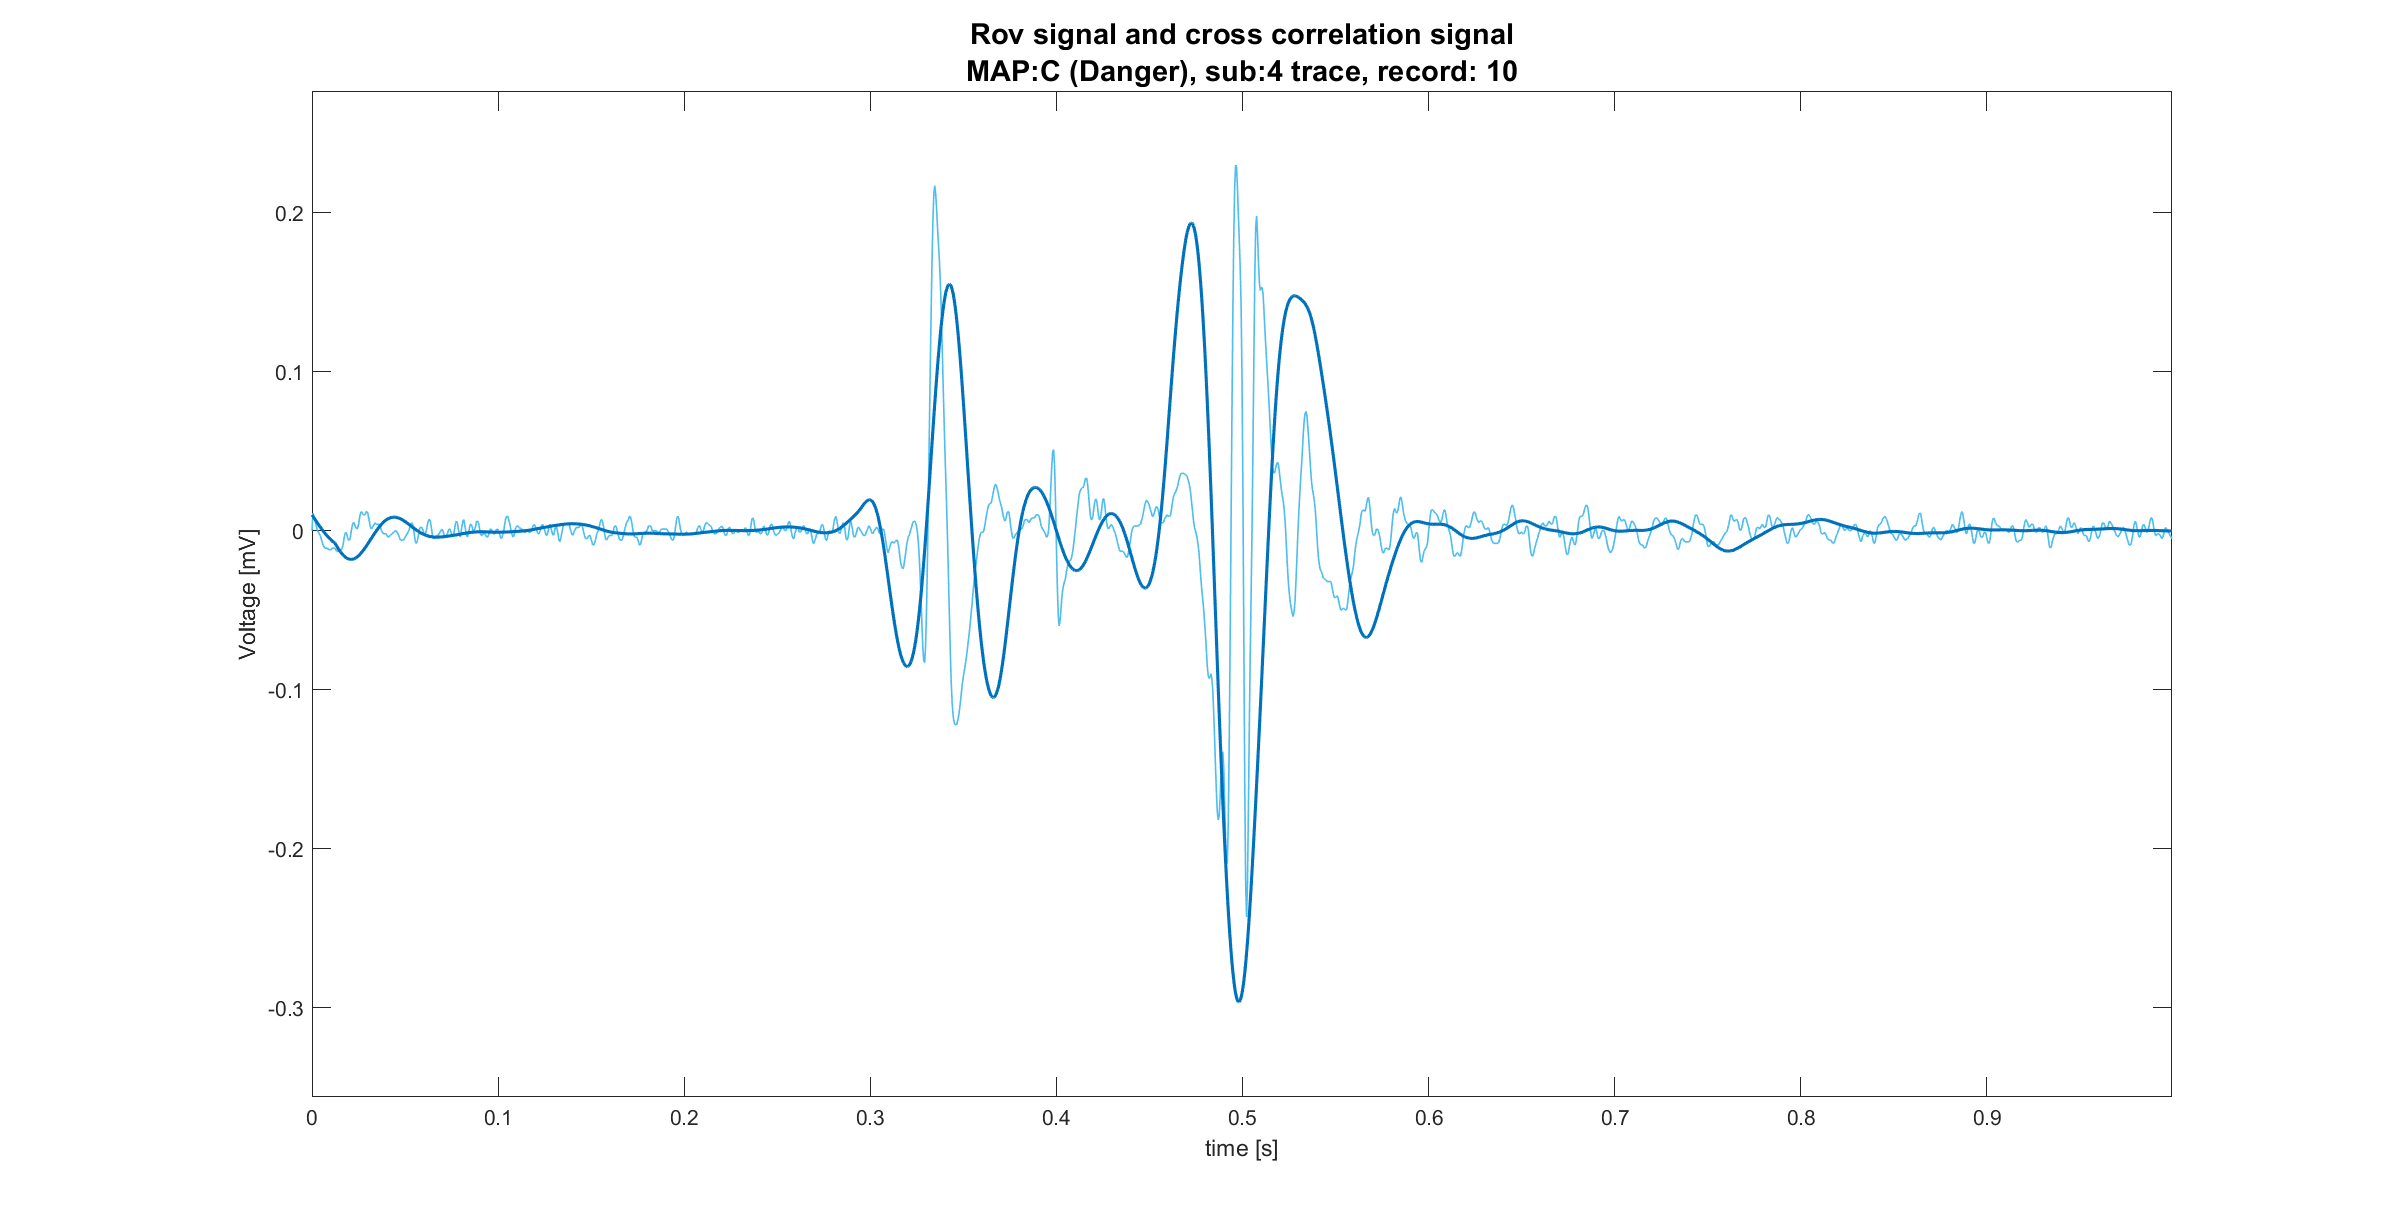 Rov signal and cross correlation signal
MAP:C (Danger), sub:4 trace, record: 10
0.2
0.1
0
-0.1
-0.2
-0.3
Voltage [mV]
0 0.1 0.2 0.3 0.4 0.5 0.6 0.7 0.8 0.9
time [s]